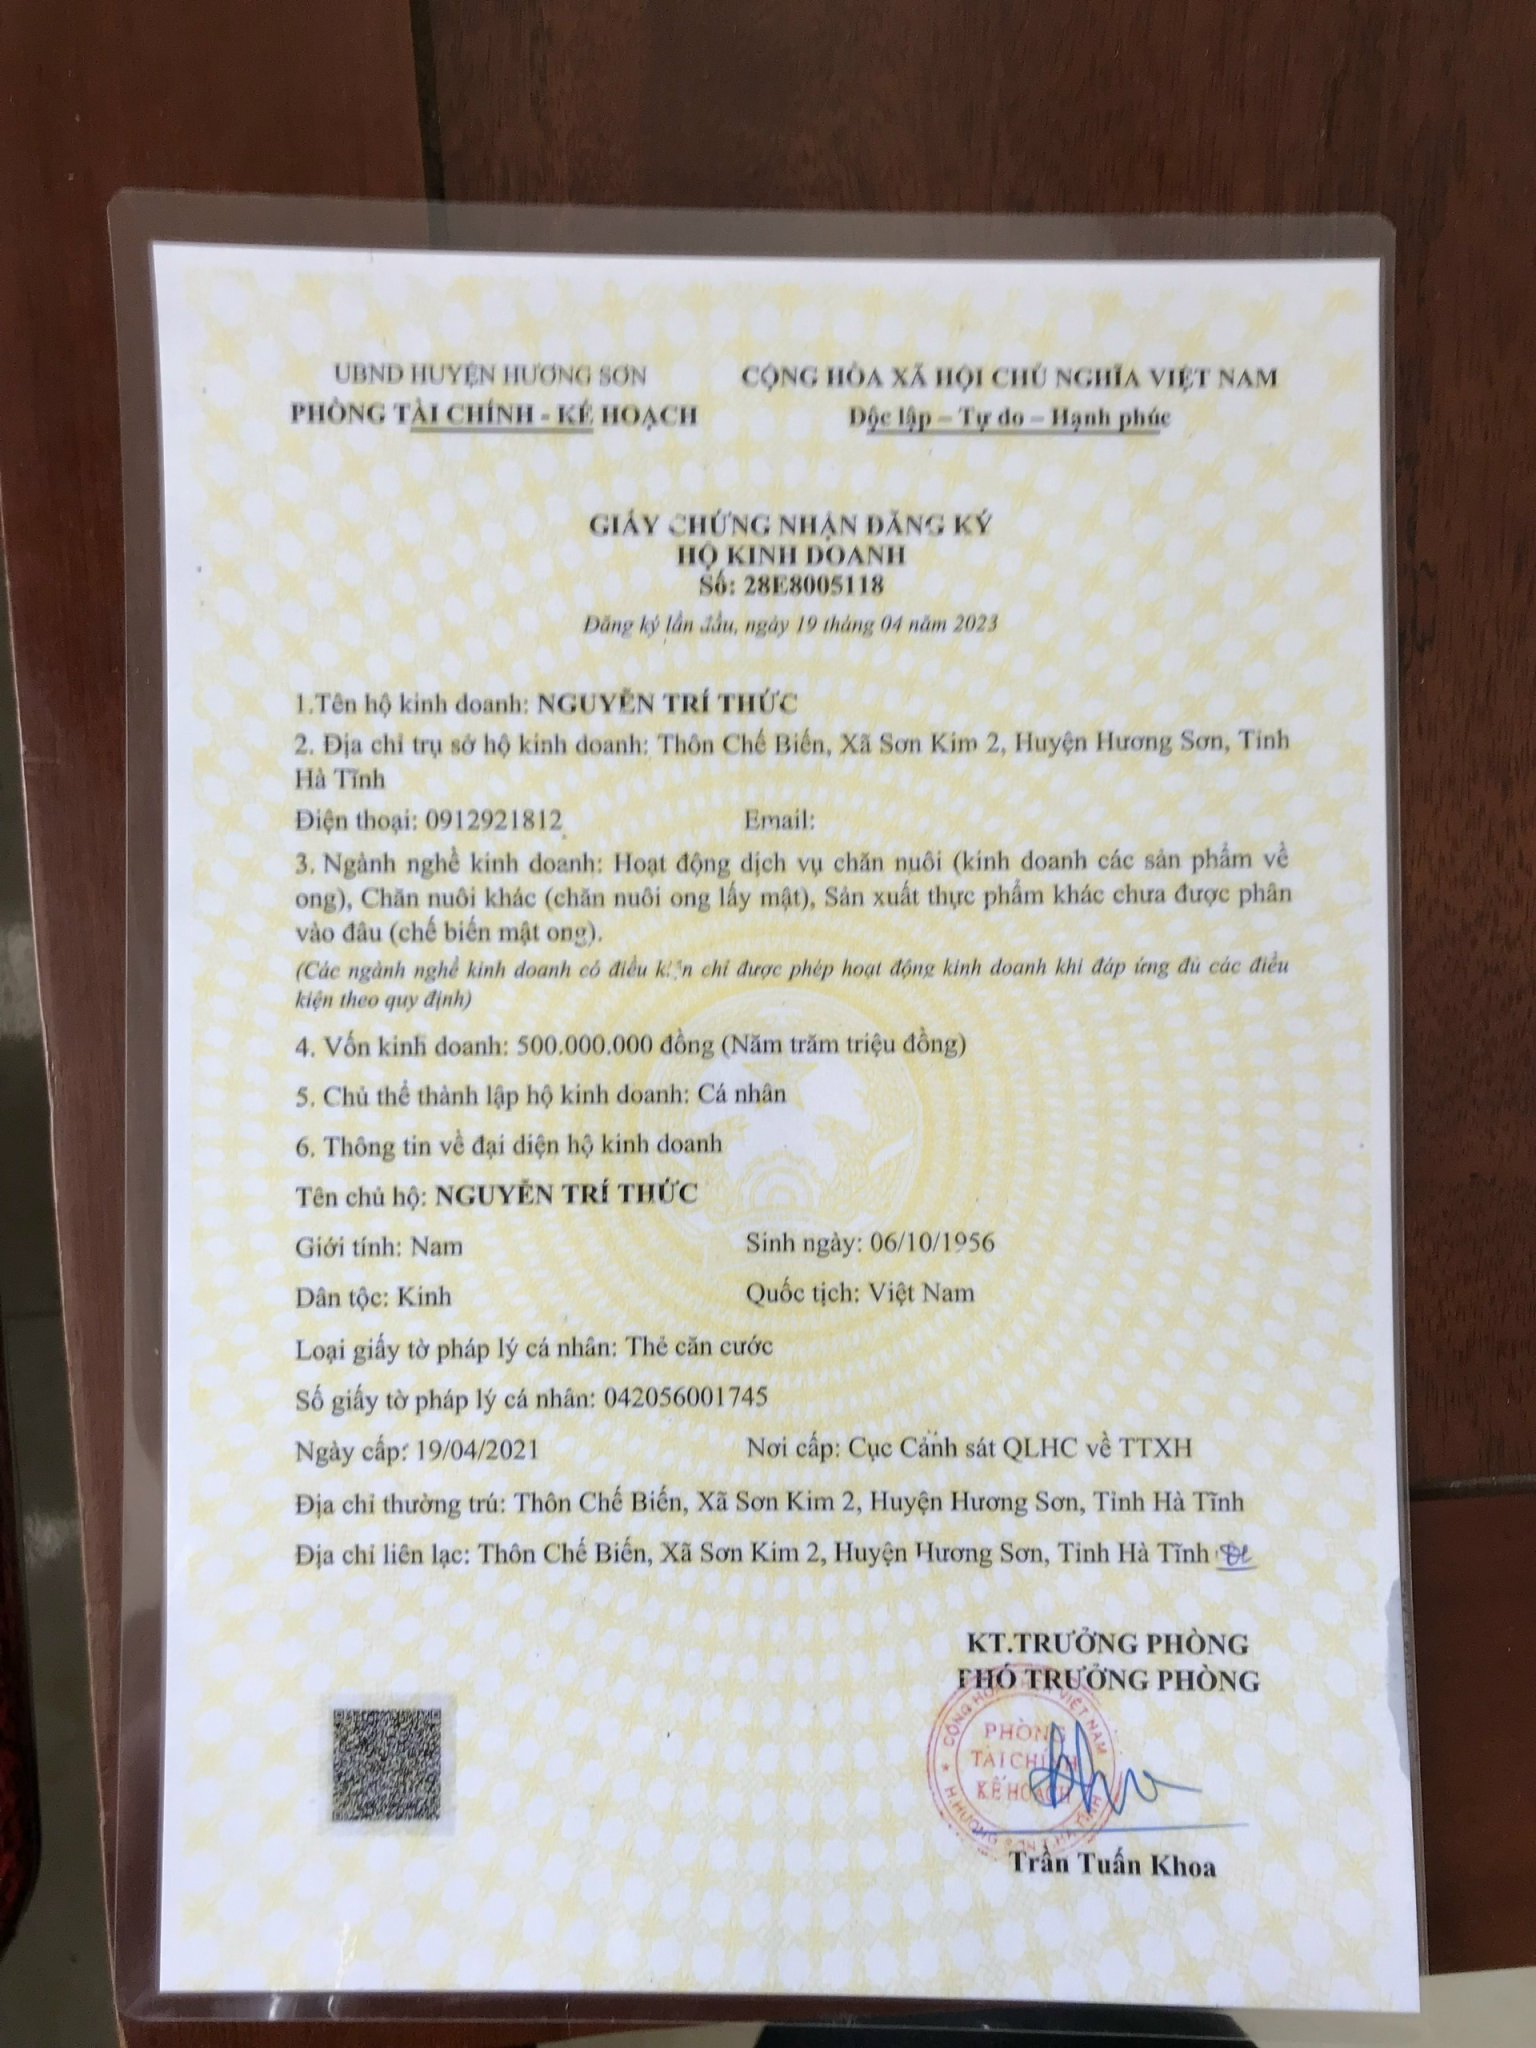 UBND HUYỆN HƯƠNG SƠN
PHÒNG TÀI CHÍNH - KẾ HOẠCH
CỘNG HÒA XÃ HỘI CHỦ NGHĨA VIỆT NAM
Độc lập – Tự do – Hạnh phúc
GIẤY CHỨNG NHẬN ĐĂNG KÝ
HỘ KINH DOANH
Số: 28E8005118
Đăng ký lần đầu, ngày 19 tháng 04 năm 2023
1.Tên hộ kinh doanh: NGUYỄN TRÍ THỨC
2. Địa chỉ trụ sở hộ kinh doanh: Thôn Chế Biến, Xã Sơn Kim 2, Huyện Hương Sơn, Tỉnh
Hà Tĩnh
Điện thoại: 0912921812 Email:
3. Ngành nghề kinh doanh: Hoạt động dịch vụ chăn nuôi (kinh doanh các sản phẩm về
ong), Chăn nuôi khác (chăn nuôi ong lấy mật), Sản xuất thực phẩm khác chưa được phân
vào đâu (chế biến mật ong).
(Các ngành nghề kinh doanh có điều kiện chỉ được phép hoạt động kinh doanh khi đáp ứng đủ các điều
kiện theo quy định)
4. Vốn kinh doanh: 500.000.000 đồng (Năm trăm triệu đồng)
5. Chủ thể thành lập hộ kinh doanh: Cá nhân
6. Thông tin về đại diện hộ kinh doanh
Tên chủ hộ: NGUYỄN TRÍ THỨC
Giới tính: Nam Sinh ngày: 06/10/1956
Dân tộc: Kinh Quốc tịch: Việt Nam
Loại giấy tờ pháp lý cá nhân: Thẻ căn cước
Số giấy tờ pháp lý cá nhân: 042056001745
Ngày cấp: 19/04/2021 Nơi cấp: Cục Cảnh sát QLHC về TTXH
Địa chỉ thường trú: Thôn Chế Biến, Xã Sơn Kim 2, Huyện Hương Sơn, Tỉnh Hà Tĩnh
Địa chỉ liên lạc: Thôn Chế Biến, Xã Sơn Kim 2, Huyện Hương Sơn, Tỉnh Hà Tĩnh
KT.TRƯỞNG PHÒNG
PHÓ TRƯỞNG PHÒNG
PHÒNG
TÀI CHÍNH
KẾ HOẠCH
Trần Tuấn Khoa